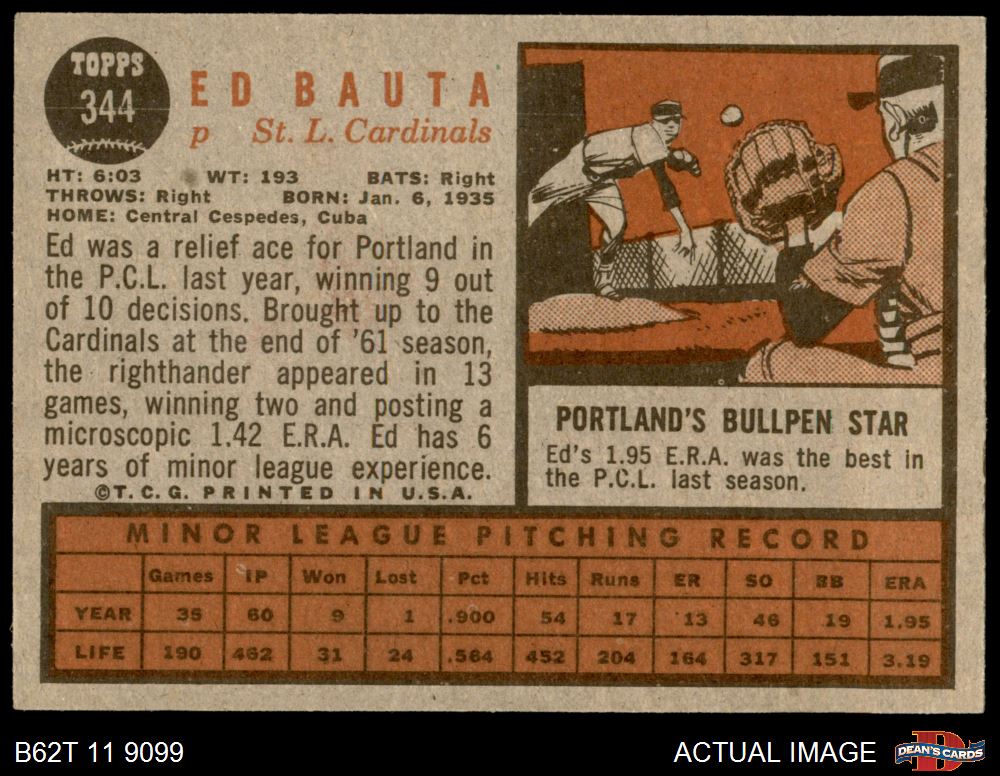 TOPPS
344
ED BAUTA
p St. L. Cardinals
HT: 6:03 WT: 193 BATS: Right
THROWS: Right BORN: Jan. 6, 1935
HOME: Central Cespedes, Cuba
Ed was a relief ace for Portland in
the P.C.L. last year, winning 9 out
of 10 decisions. Brought up to the
Cardinals at the end of '61 season,
the righthander appeared in 13
games, winning two and posting a
microscopic 1.42 E.R.A. Ed has 6
years of minor league experience.
©T.C.G. PRINTED IN U.S.A.
PORTLAND'S BULLPEN STAR
Ed's 1.95 E.R.A. was the best in
the P.C.L. last season.
MINOR LEAGUE PITCHING RECORD
Games IP Won Lost Pct Hits Runs ER SO BB ERA
YEAR 35 60 9 1 .900 54 17 13 46 19 1.95
LIFE 190 462 31 24 .564 452 204 164 317 151 3.19
B62T 11 9099
ACTUAL IMAGE
DEAN'S CARDS